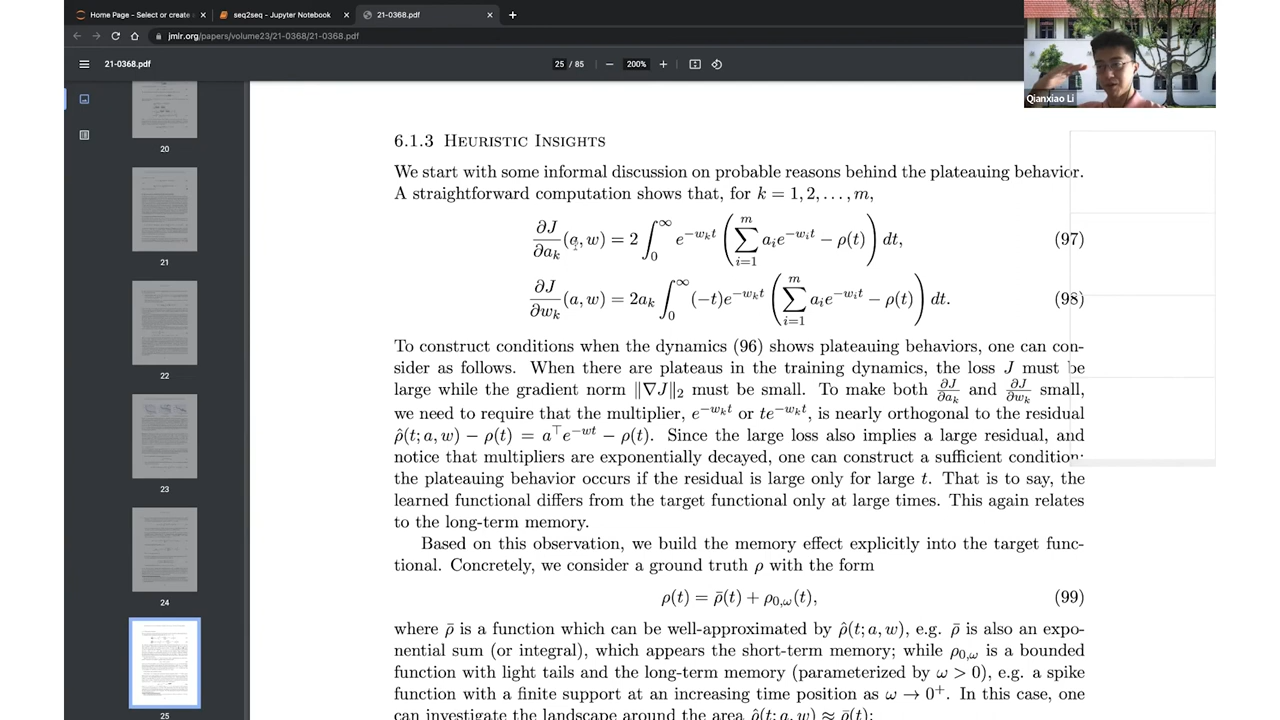 Home Page - Select or create
seq2seq - Jupyter Notebook
21-0368.pdf
jmlr.org/papers/volume23/21-0368/21-0368.pdf
21-0368.pdf
25 / 85
200%
Qianxiao Li
20
21
22
23
24
25
6.1.3 Heuristic Insights
We start with some informal discussion on probable reasons behind the plateauing behavior.
A straightforward computation shows that, for k = 1, 2, . . . , m,
∂J/∂a_k (a, w) = 2 ∫_0^∞ e^{−w_k t} ( ∑_{i=1}^m a_i e^{−w_i t} − ρ(t) ) dt, (97)
∂J/∂w_k (a, w) = 2a_k ∫_0^∞ (−t)e^{−w_k t} ( ∑_{i=1}^m a_i e^{−w_i t} − ρ(t) ) dt. (98)
To construct conditions when the dynamics (96) shows plateauing behaviors, one can con-
sider as follows. When there are plateaus in the training dynamics, the loss J must be
large while the gradient norm ‖∇J‖_2 must be small. To make both ∂J/∂a_k and ∂J/∂w_k small,
we need to require that the multiplier, e^{−w_k t} or te^{−w_k t}, is nearly orthogonal to the residual
ρ̂(t; a, w) − ρ(t) = a^⊤e^{−wt} − ρ(t). Since the large loss also implies a large residual, and
notice that multipliers are exponentially decayed, one can construct a sufficient condition:
the plateauing behavior occurs if the residual is large only for large t. That is to say, the
learned functional differs from the target functional only at large times. This again relates
to the long-term memory.
Based on this observation, we build the memory effect explicitly into the target func-
tional. Concretely, we consider a ground truth ρ with the form
ρ(t) = ρ̄(t) + ρ_{0,ω}(t), (99)
where ρ̄ is a function which can be well-approximated by ρ̂(t; a, w), e.g. ρ̄ is also an expo-
nential sum (or integral), which appears the short-term memory; while ρ_{0,ω} is a bounded
function with right tails to be the long-term memory (parameterized by ω > 0), e.g. a spike
function with a finite support at an increasing time position as ω → 0^+. In this case, one
can investigate the landscape around the area ρ̂(t; a, w) ≈ ρ̄(t):